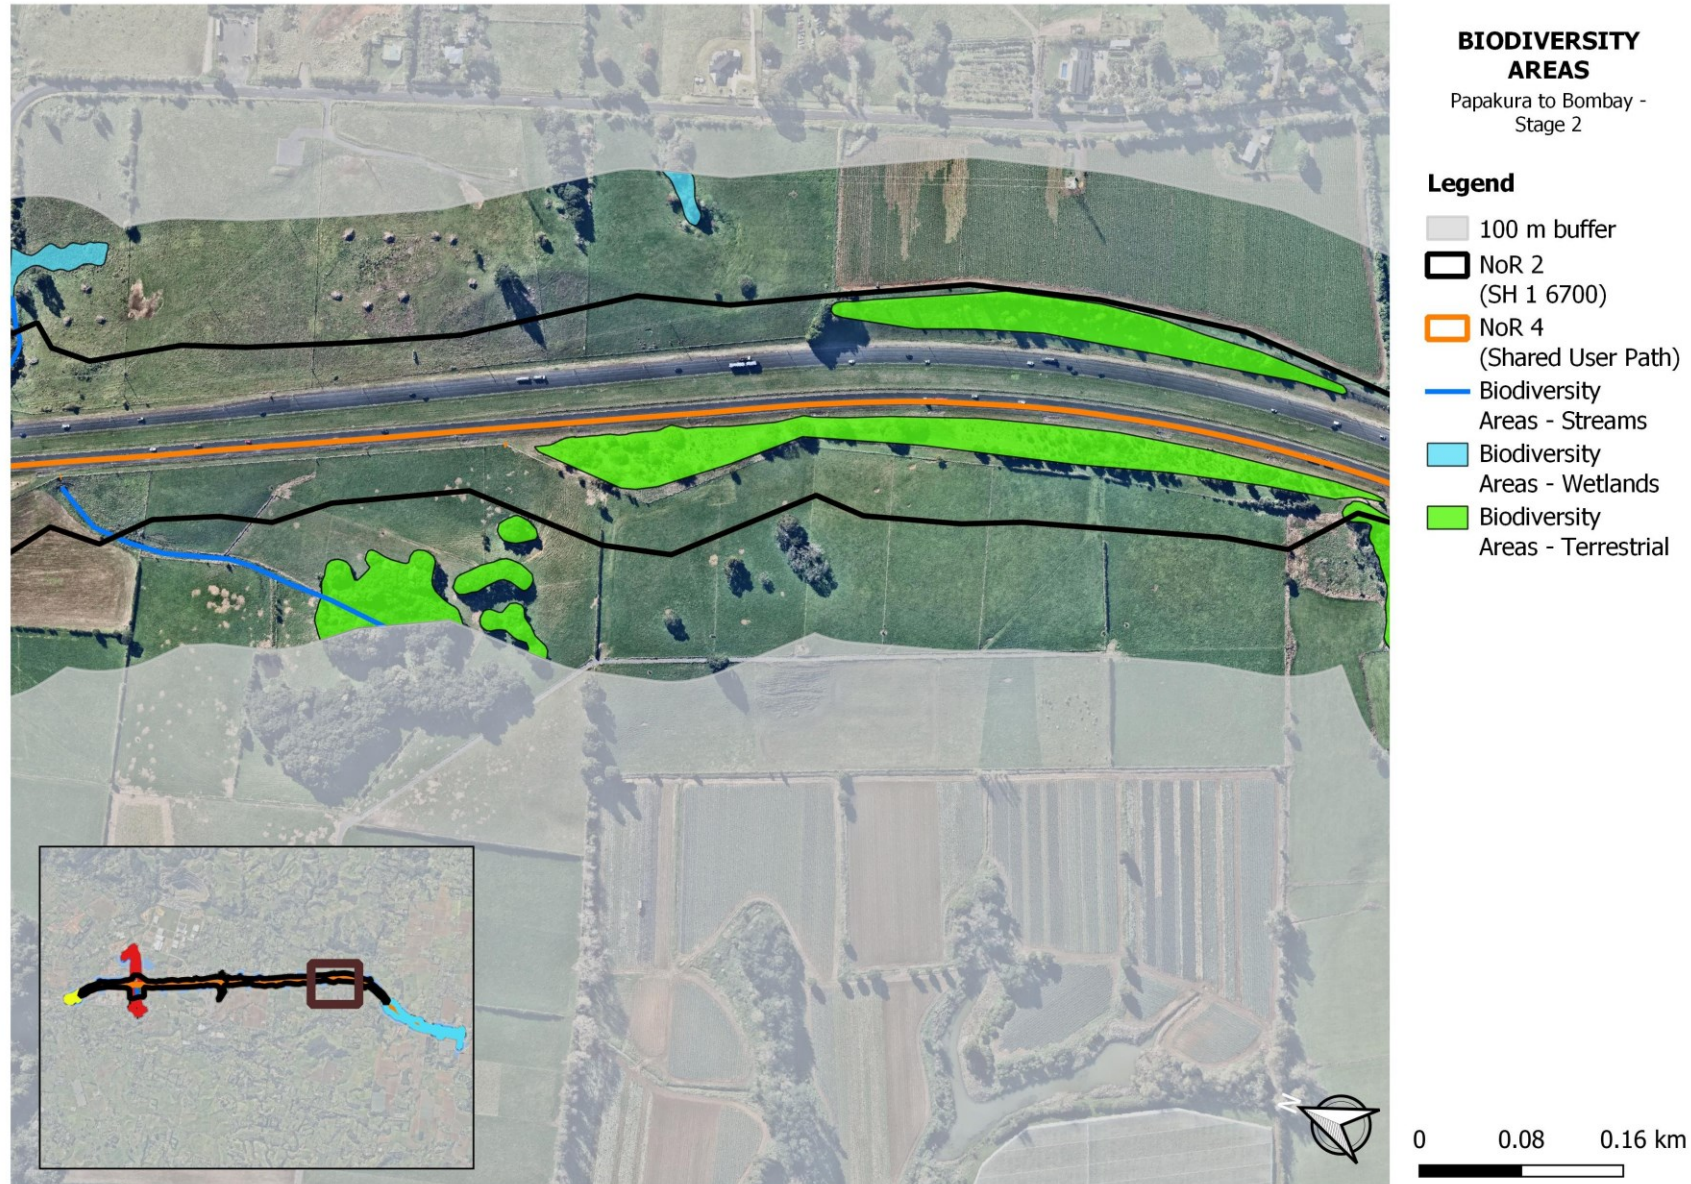 BIODIVERSITY
AREAS
Papakura to Bombay -
Stage 2
Legend
100 m buffer
NoR 2
(SH 1 6700)
NoR 4
(Shared User Path)
Biodiversity
Areas - Streams
Biodiversity
Areas - Wetlands
Biodiversity
Areas - Terrestrial
N
0 0.08 0.16 km